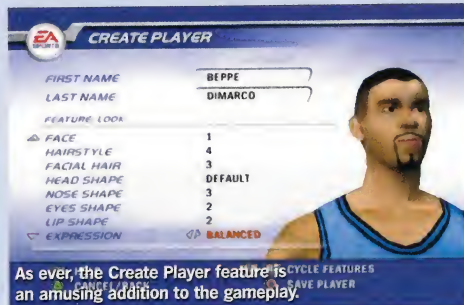 EA
SPORTS
CREATE PLAYER
FIRST NAME BEPPE
LAST NAME DIMARCO
FEATURE LOOK
FACE 1
HAIRSTYLE 4
FACIAL HAIR 3
HEAD SHAPE DEFAULT
NOSE SHAPE 3
EYES SHAPE 2
LIP SHAPE 2
EXPRESSION BALANCED
CYCLE FEATURES
CANCEL/BACK SAVE PLAYER
As ever, the Create Player feature is
an amusing addition to the gameplay.